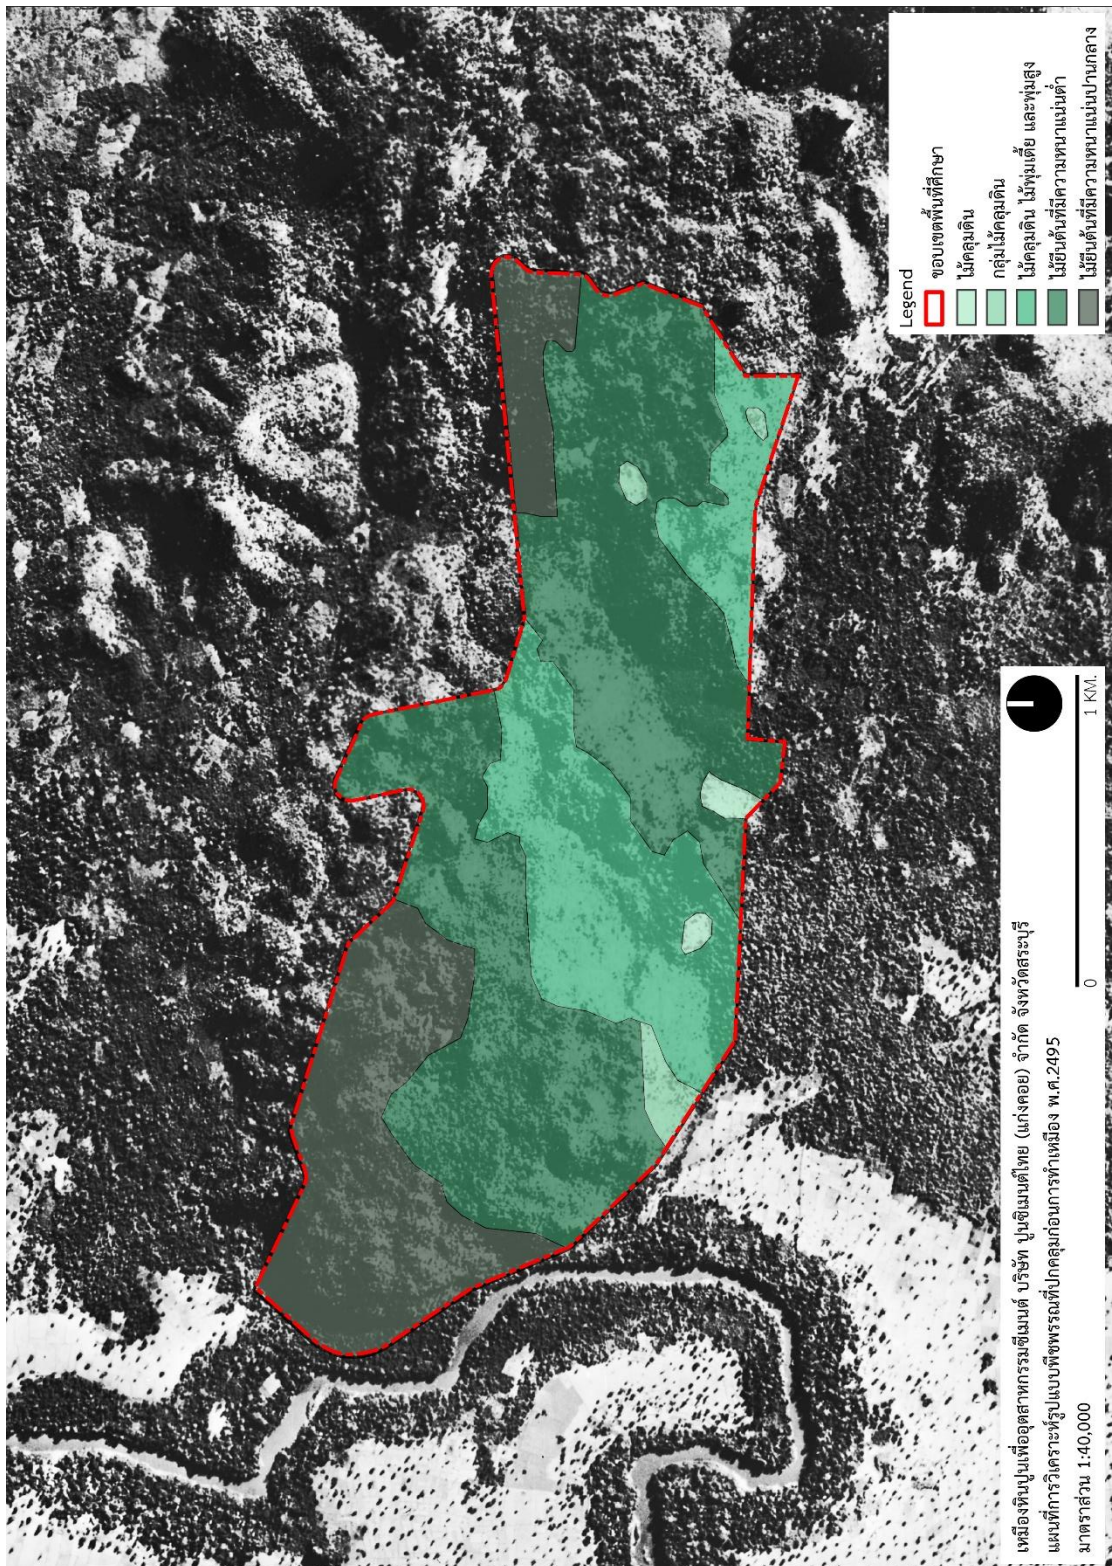 Legend
ขอบเขตพื้นที่ศึกษา
ไม้คลุมดิน
กลุ่มไม้คลุมดิน
ไม้คลุมดิน ไม้พุ่มเตี้ย และพุ่มสูง
ไม้ยืนต้นที่มีความหนาแน่นต่ำ
ไม้ยืนต้นที่มีความหนาแน่นปานกลาง
เหมืองหินปูนเพื่ออุตสาหกรรมซีเมนต์ บริษัท ปูนซิเมนต์ไทย (แก่งคอย) จำกัด จังหวัดสระบุรี
แผนที่การวิเคราะห์รูปแบบพืชพรรณที่ปกคลุมก่อนการทำเหมือง พ.ศ.2495
มาตราส่วน 1:40,000
0 1 KM.